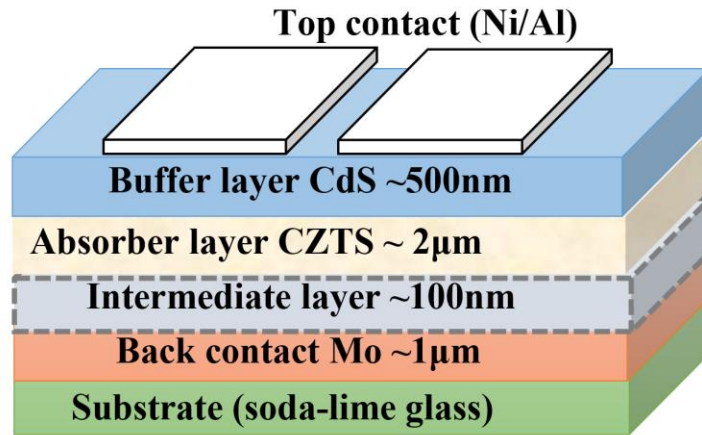 Top contact (Ni/Al)
Buffer layer CdS ~500nm
Absorber layer CZTS ~ 2μm
Intermediate layer ~100nm
Back contact Mo ~1μm
Substrate (soda-lime glass)